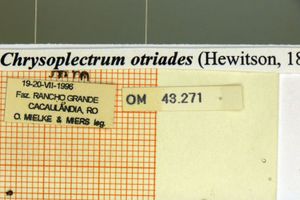 Chrysoplectrum otriades (Hewitson, 18
19-20-VII-1996
Faz. RANCHO GRANDE
CACAULÂNDIA, RO
O. MIELKE & MIERS leg.
OM 43.271